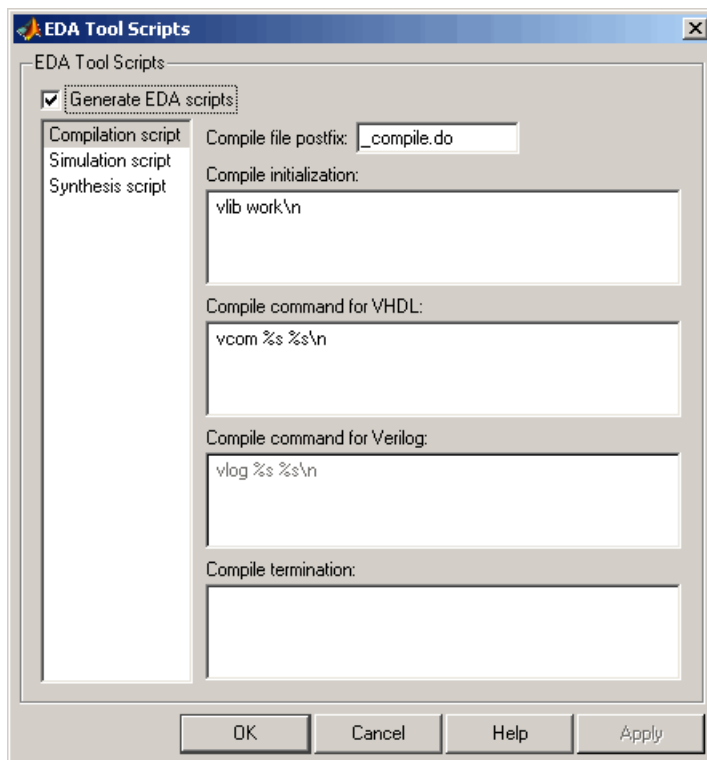 EDA Tool Scripts
EDA Tool Scripts
Generate EDA scripts
Compilation script
Simulation script
Synthesis script
Compile file postfix: _compile.do
Compile initialization:
vlib work\n
Compile command for VHDL:
vcom %s %s\n
Compile command for Verilog:
vlog %s %s\n
Compile termination:
OK Cancel Help Apply